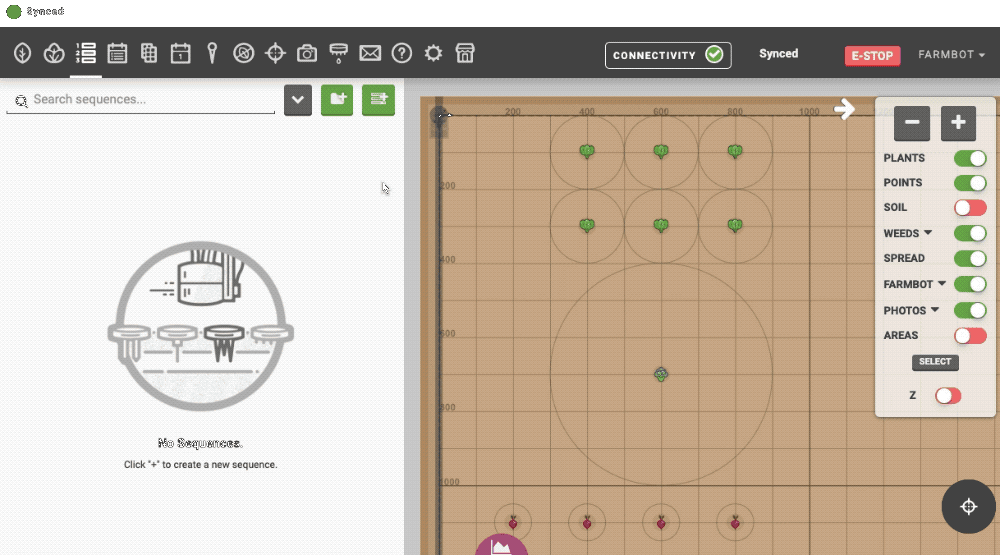 Synced
CONNECTIVITY
Synced
E-STOP
FARMBOT
Search sequences...
200
400
600
800
1000
200
400
600
800
1000
PLANTS
POINTS
SOIL
WEEDS
SPREAD
FARMBOT
PHOTOS
AREAS
SELECT
Z
No Sequences.
Click "+" to create a new sequence.